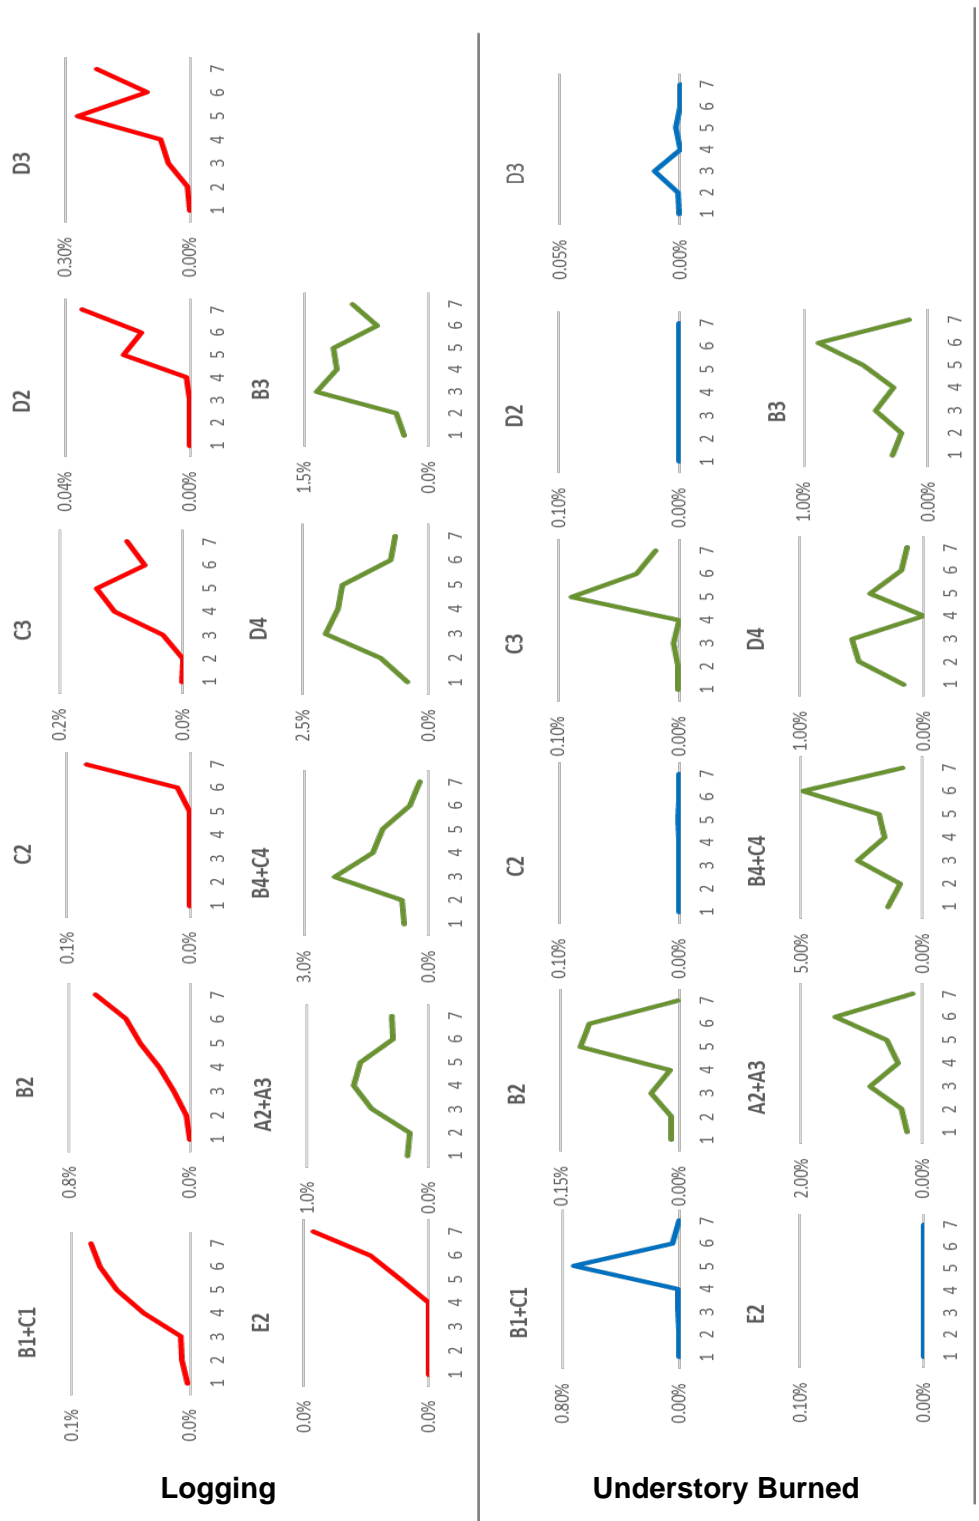 Logging
B1+C1 B2 C2 C3 D2 D3
0.1% 0.8% 0.1% 0.2% 0.04% 0.30%
0.0% 0.0% 0.0% 0.0% 0.00% 0.00%
1 2 3 4 5 6 7 1 2 3 4 5 6 7 1 2 3 4 5 6 7 1 2 3 4 5 6 7 1 2 3 4 5 6 7 1 2 3 4 5 6 7
E2 A2+A3 B4+C4 D4 B3
0.0% 1.0% 3.0% 2.5% 1.5%
0.0% 0.0% 0.0% 0.0% 0.0%
1 2 3 4 5 6 7 1 2 3 4 5 6 7 1 2 3 4 5 6 7 1 2 3 4 5 6 7 1 2 3 4 5 6 7
Understory Burned
B1+C1 B2 C2 C3 D2 D3
0.80% 0.15% 0.10% 0.10% 0.10% 0.05%
0.00% 0.00% 0.00% 0.00% 0.00% 0.00%
1 2 3 4 5 6 7 1 2 3 4 5 6 7 1 2 3 4 5 6 7 1 2 3 4 5 6 7 1 2 3 4 5 6 7 1 2 3 4 5 6 7
E2 A2+A3 B4+C4 D4 B3
0.10% 2.00% 5.00% 1.00% 1.00%
0.00% 0.00% 0.00% 0.00% 0.00%
1 2 3 4 5 6 7 1 2 3 4 5 6 7 1 2 3 4 5 6 7 1 2 3 4 5 6 7 1 2 3 4 5 6 7